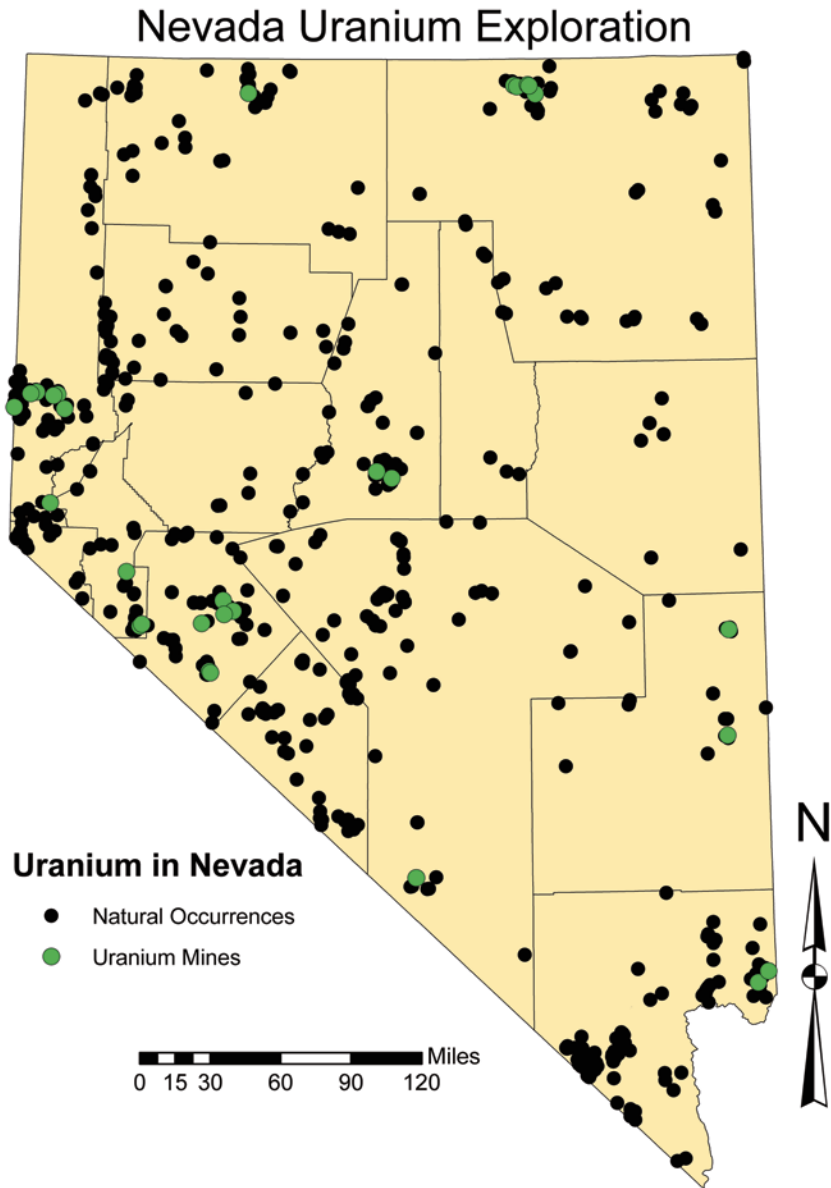 Nevada Uranium Exploration
N
Uranium in Nevada
Natural Occurrences
Uranium Mines
Miles
0 15 30 60 90 120